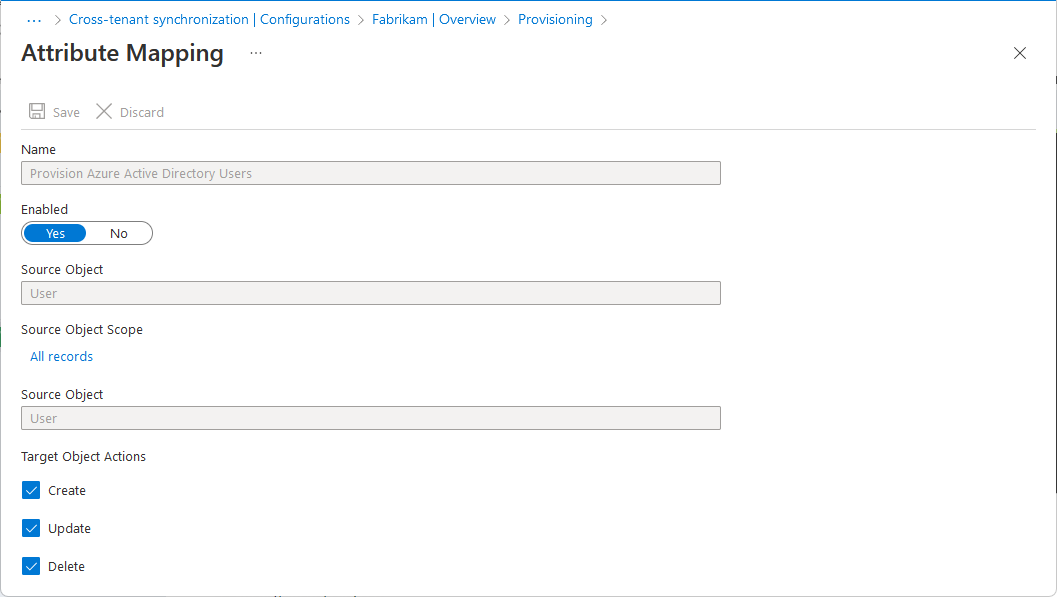 ... > Cross-tenant synchronization | Configurations > Fabrikam | Overview > Provisioning >
Attribute Mapping ...
Save Discard
Name
Provision Azure Active Directory Users
Enabled
Yes No
Source Object
User
Source Object Scope
All records
Source Object
User
Target Object Actions
Create
Update
Delete